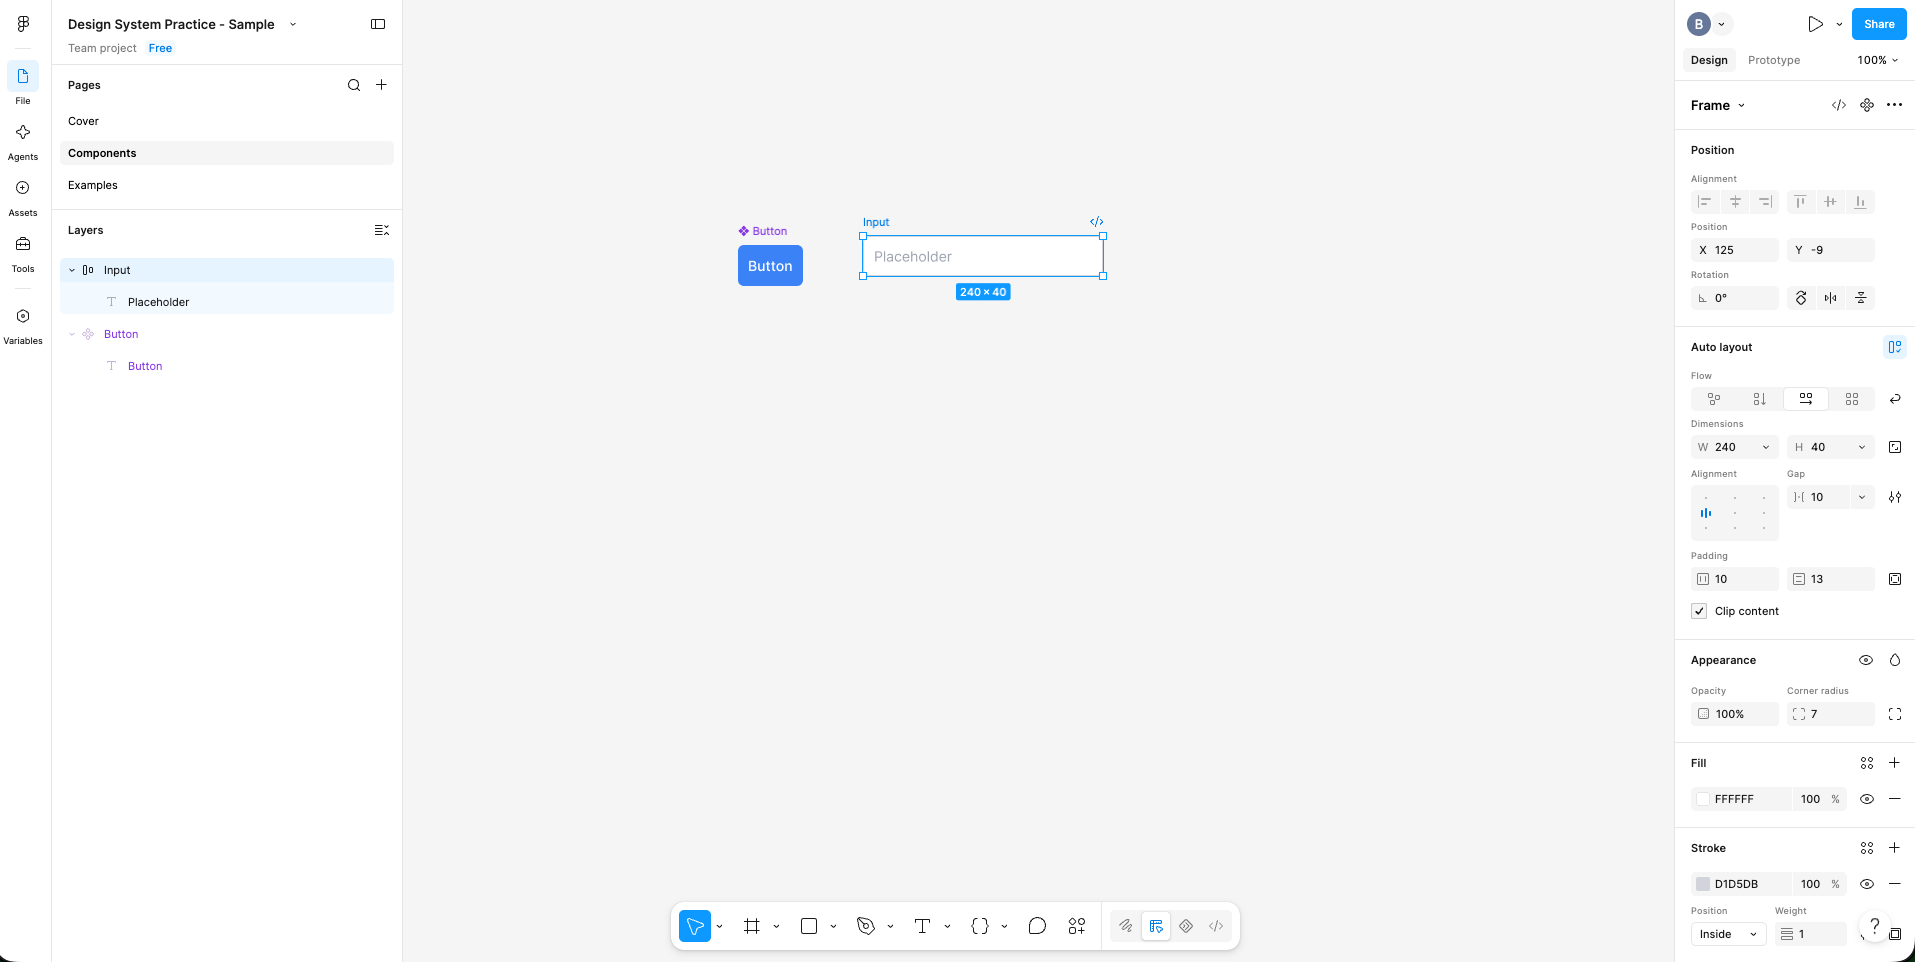 Design System Practice - Sample
Team project Free
File
Agents
Assets
Tools
Variables
Pages
Cover
Components
Examples
Layers
Input
Placeholder
Button
Button
Button
Button
Input
Placeholder
240 × 40
B
Share
Design Prototype 100%
Frame
Position
Alignment
Position
X 125 Y -9
Rotation
0°
Auto layout
Flow
Dimensions
W 240 H 40
Alignment Gap
10
Padding
10 13
Clip content
Appearance
Opacity Corner radius
100% 7
Fill
FFFFFF 100 %
Stroke
D1D5DB 100 %
Position Weight
Inside 1
?